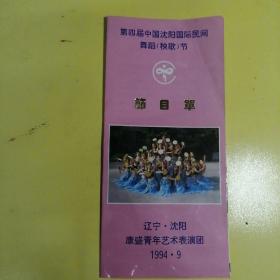 第四届中国沈阳国际民间
舞蹈(秧歌)节
節目單
辽宁·沈阳
康盛青年艺术表演团
1994·9